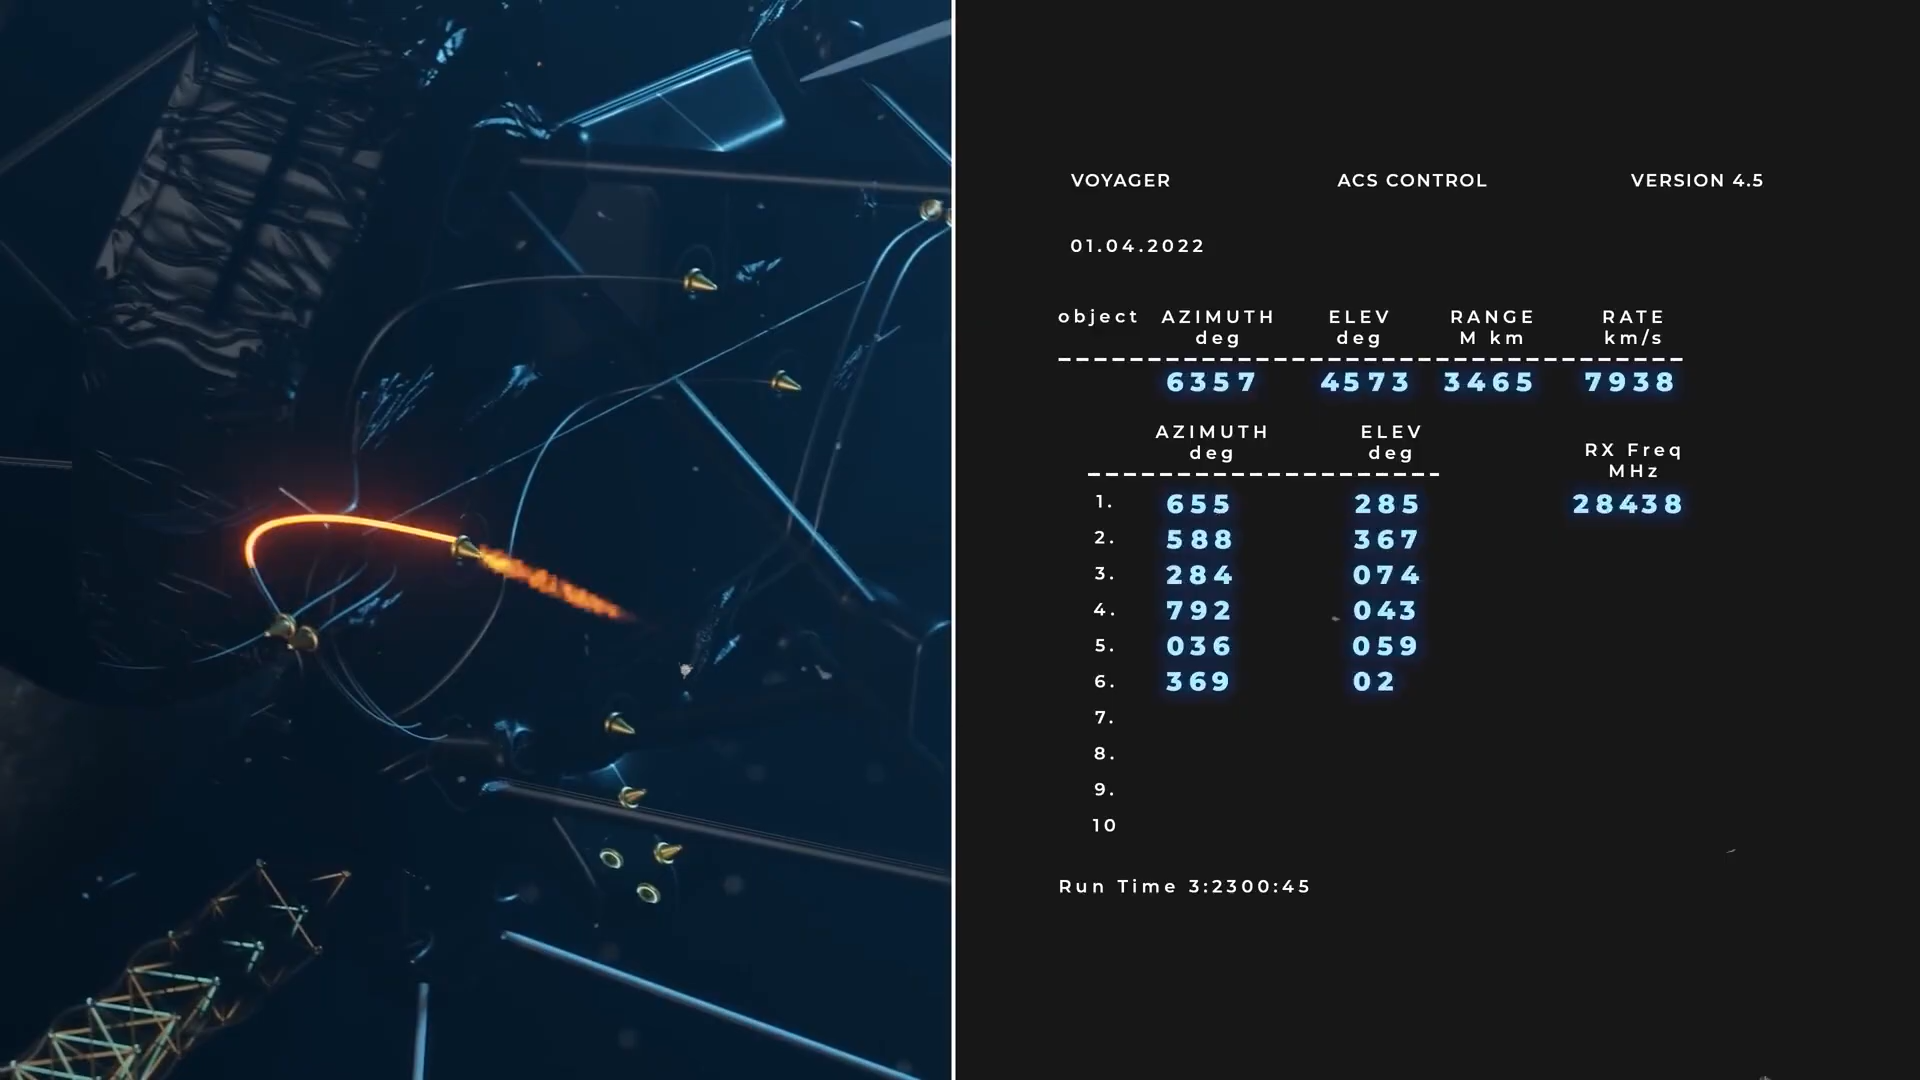 VOYAGER ACS CONTROL VERSION 4.5
01.04.2022
object AZIMUTH ELEV RANGE RATE
deg deg M km km/s
6357 4573 3465 7938
AZIMUTH ELEV
deg deg
RX Freq
MHz
1. 655 285 28438
2. 588 367
3. 284 074
4. 792 043
5. 036 059
6. 369 02
7.
8.
9.
10
Run Time 3:2300:45